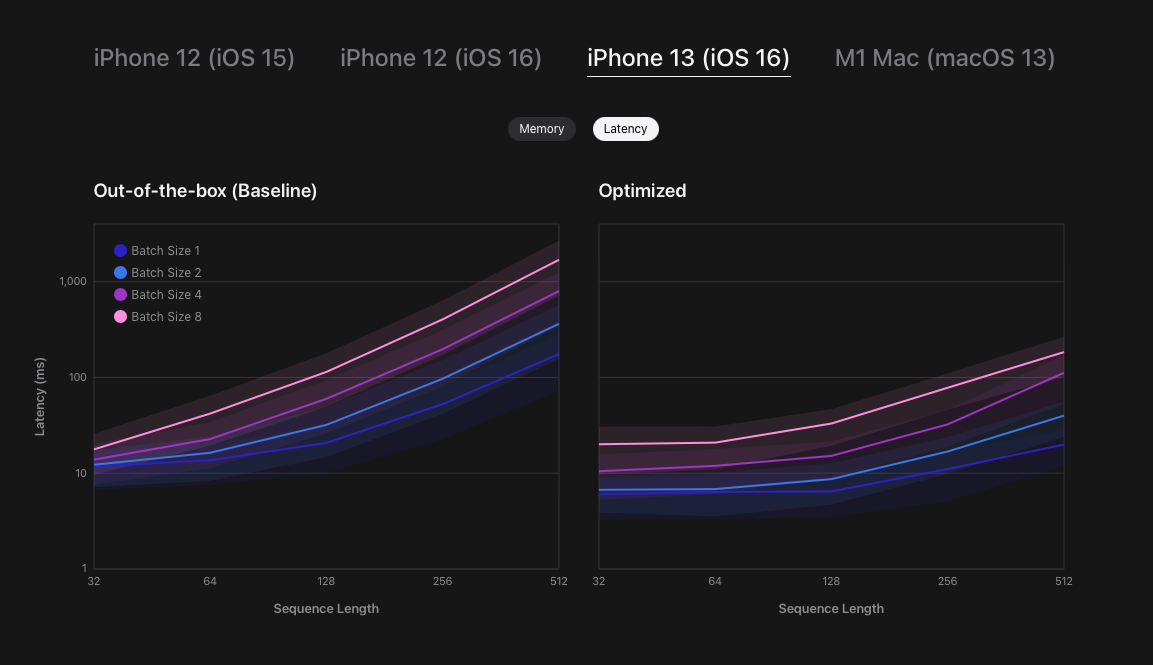 iPhone 12 (iOS 15) iPhone 12 (iOS 16) iPhone 13 (iOS 16) M1 Mac (macOS 13)
Memory Latency
Out-of-the-box (Baseline)
Batch Size 1
Batch Size 2
Batch Size 4
Batch Size 8
1,000
100
10
1
Latency (ms)
32 64 128 256 512
Sequence Length
Optimized
32 64 128 256 512
Sequence Length